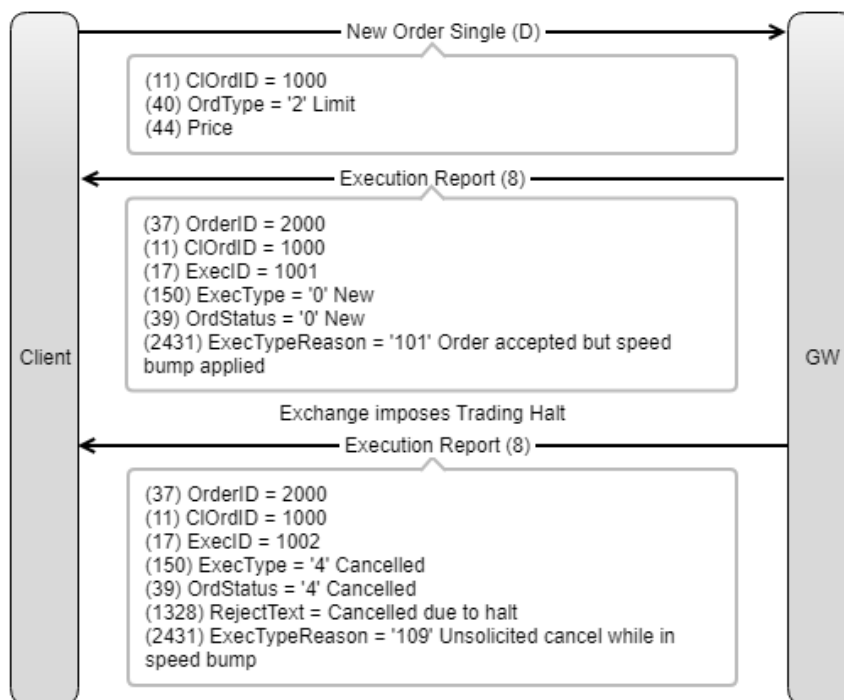 New Order Single (D)
(11) ClOrdID = 1000
(40) OrdType = '2' Limit
(44) Price
Execution Report (8)
(37) OrderID = 2000
(11) ClOrdID = 1000
(17) ExecID = 1001
(150) ExecType = '0' New
(39) OrdStatus = '0' New
(2431) ExecTypeReason = '101' Order accepted but speed
bump applied
Client
GW
Exchange imposes Trading Halt
Execution Report (8)
(37) OrderID = 2000
(11) ClOrdID = 1000
(17) ExecID = 1002
(150) ExecType = '4' Cancelled
(39) OrdStatus = '4' Cancelled
(1328) RejectText = Cancelled due to halt
(2431) ExecTypeReason = '109' Unsolicited cancel while in
speed bump